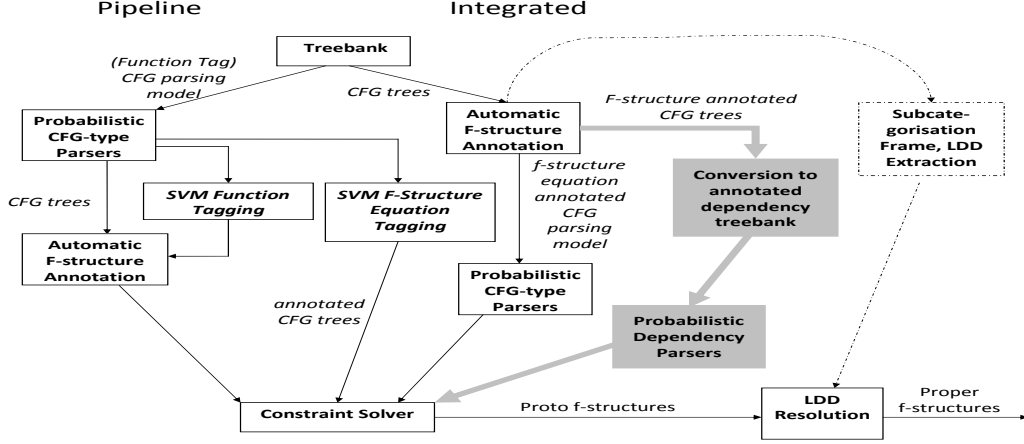 Pipeline
Integrated
Treebank
(Function Tag)
CFG parsing
model
CFG trees
Probabilistic
CFG-type
Parsers
Automatic
F-structure
Annotation
F-structure annotated
CFG trees
Subcate-
gorisation
Frame, LDD
Extraction
CFG trees
SVM Function
Tagging
SVM F-Structure
Equation
Tagging
f-structure
equation
annotated
CFG
parsing
model
Conversion to
annotated
dependency
treebank
Automatic
F-structure
Annotation
Probabilistic
CFG-type
Parsers
annotated
CFG trees
Probabilistic
Dependency
Parsers
Constraint Solver
Proto f-structures
LDD
Resolution
Proper
f-structures